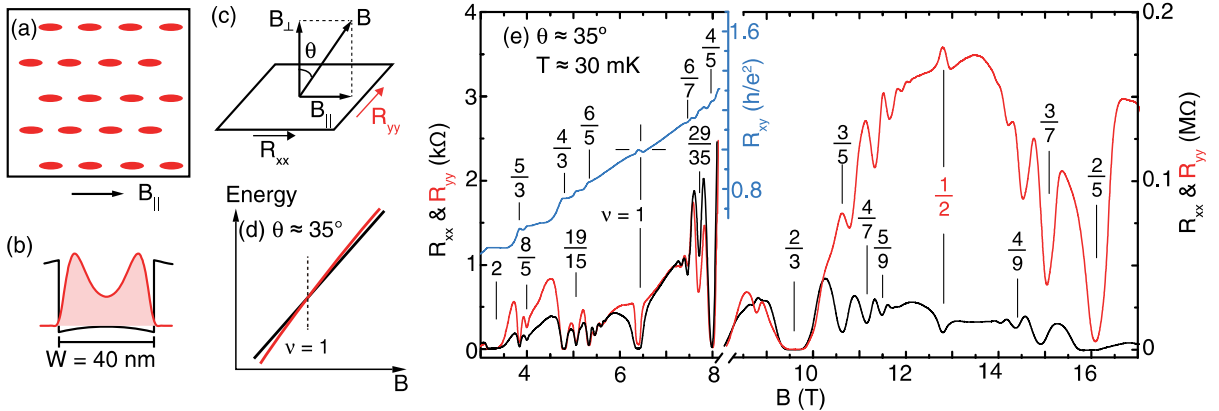 (a)
B||
(b)
W = 40 nm
(c)
B⊥
B
θ
B||
Rxx
Ryy
Energy
(d) θ ≈ 35°
ν = 1
B
(e) θ ≈ 35°
T ≈ 30 mK
Rxx & Ryy (kΩ)
4
3
2
1
0
2
5/3
8/5
4/3
19/15
6/5
ν = 1
6/7
29/35
4/5
1.6
0.8
Rxy (h/e²)
2/3
3/5
4/7
5/9
1/2
4/9
3/7
2/5
0.2
0.1
0
Rxx & Ryy (MΩ)
4 6 8 10 12 14 16
B (T)